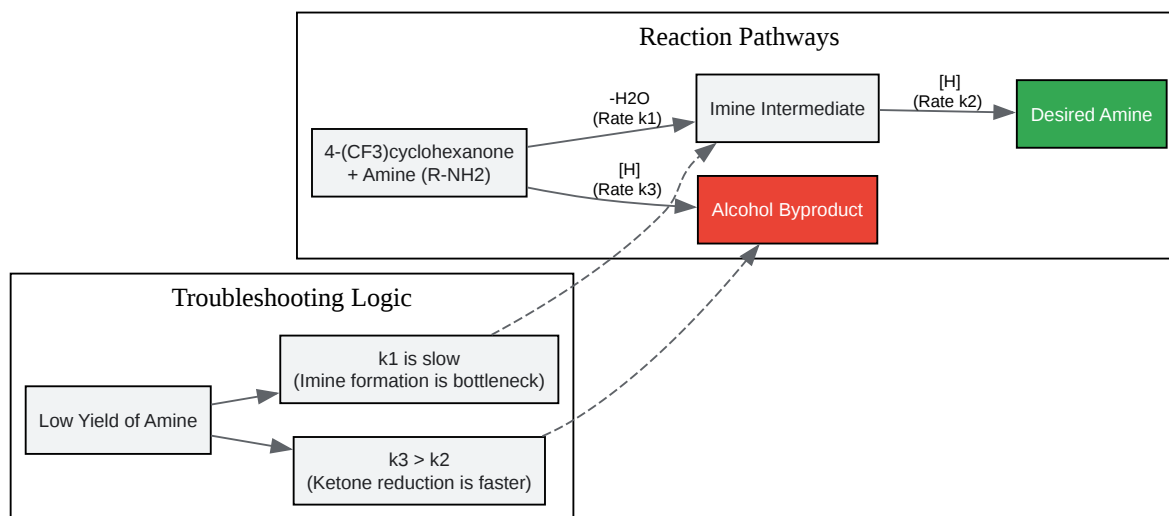 Reaction Pathways
4-(CF3)cyclohexanone
+ Amine (R-NH2)
-H2O
(Rate k1)
[H]
(Rate k3)
Imine Intermediate
[H]
(Rate k2)
Desired Amine
Alcohol Byproduct
Troubleshooting Logic
Low Yield of Amine
k1 is slow
(Imine formation is bottleneck)
k3 > k2
(Ketone reduction is faster)